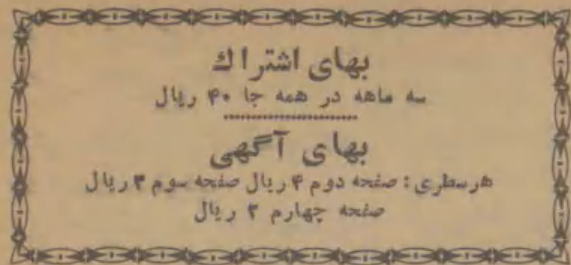 بهای اشتراك
سه ماهه در همه جا ۴۰ ریال
بهای آگهی
هرسطری: صفحه دوم ۴ ریال صفحه سوم ۳ ریال
صفحه چهارم ۲ ریال